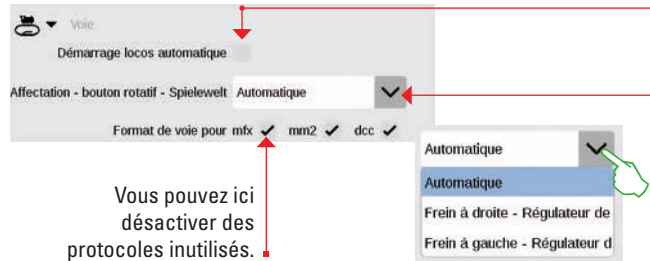 Voie
Démarrage locos automatique
Affectation - bouton rotatif - Spielewelt Automatique
Format de voie pour mfx mm2 dcc
Vous pouvez ici
désactiver des
protocoles inutilisés.
Automatique
Automatique
Frein à droite - Régulateur de
Frein à gauche - Régulateur d